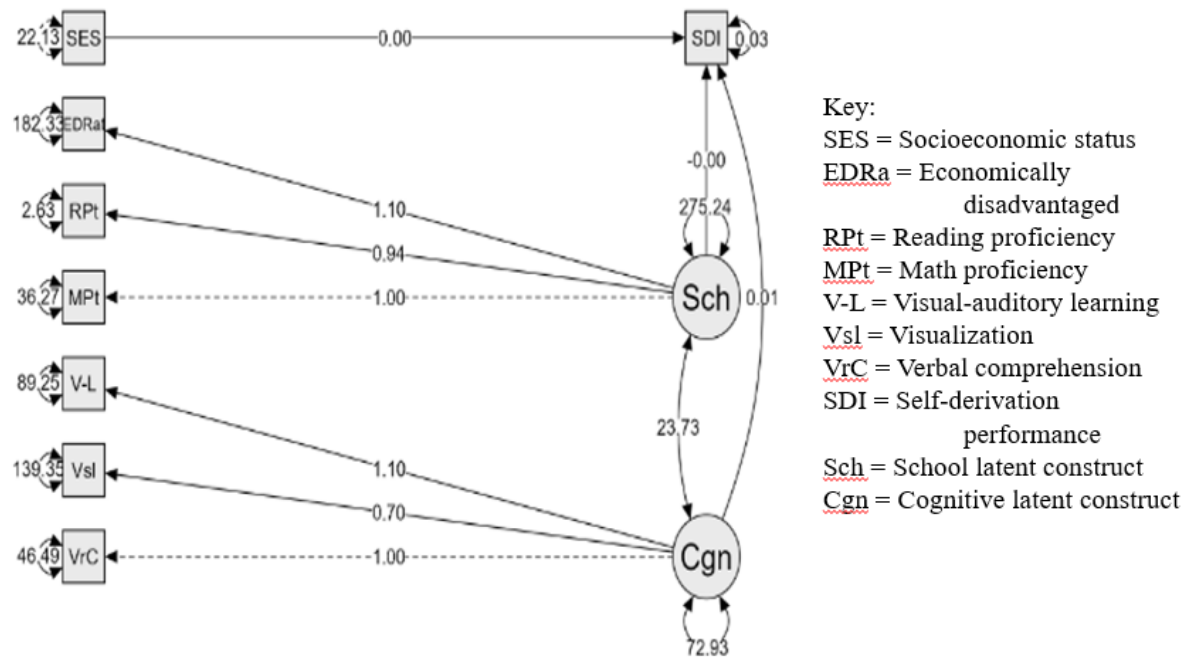 22.13 SES 0.00 SDI 0.03
182.33 EDRat
1.10
-0.00
2.63 RPt
0.94
275.24
36.27 MPt 1.00 Sch 0.01
89.25 V-L
1.10
23.73
139.35 Vsl
0.70
46.49 VrC 1.00 Cgn
72.93
Key:
SES = Socioeconomic status
EDRa = Economically
disadvantaged
RPt = Reading proficiency
MPt = Math proficiency
V-L = Visual-auditory learning
Vsl = Visualization
VrC = Verbal comprehension
SDI = Self-derivation
performance
Sch = School latent construct
Cgn = Cognitive latent construct